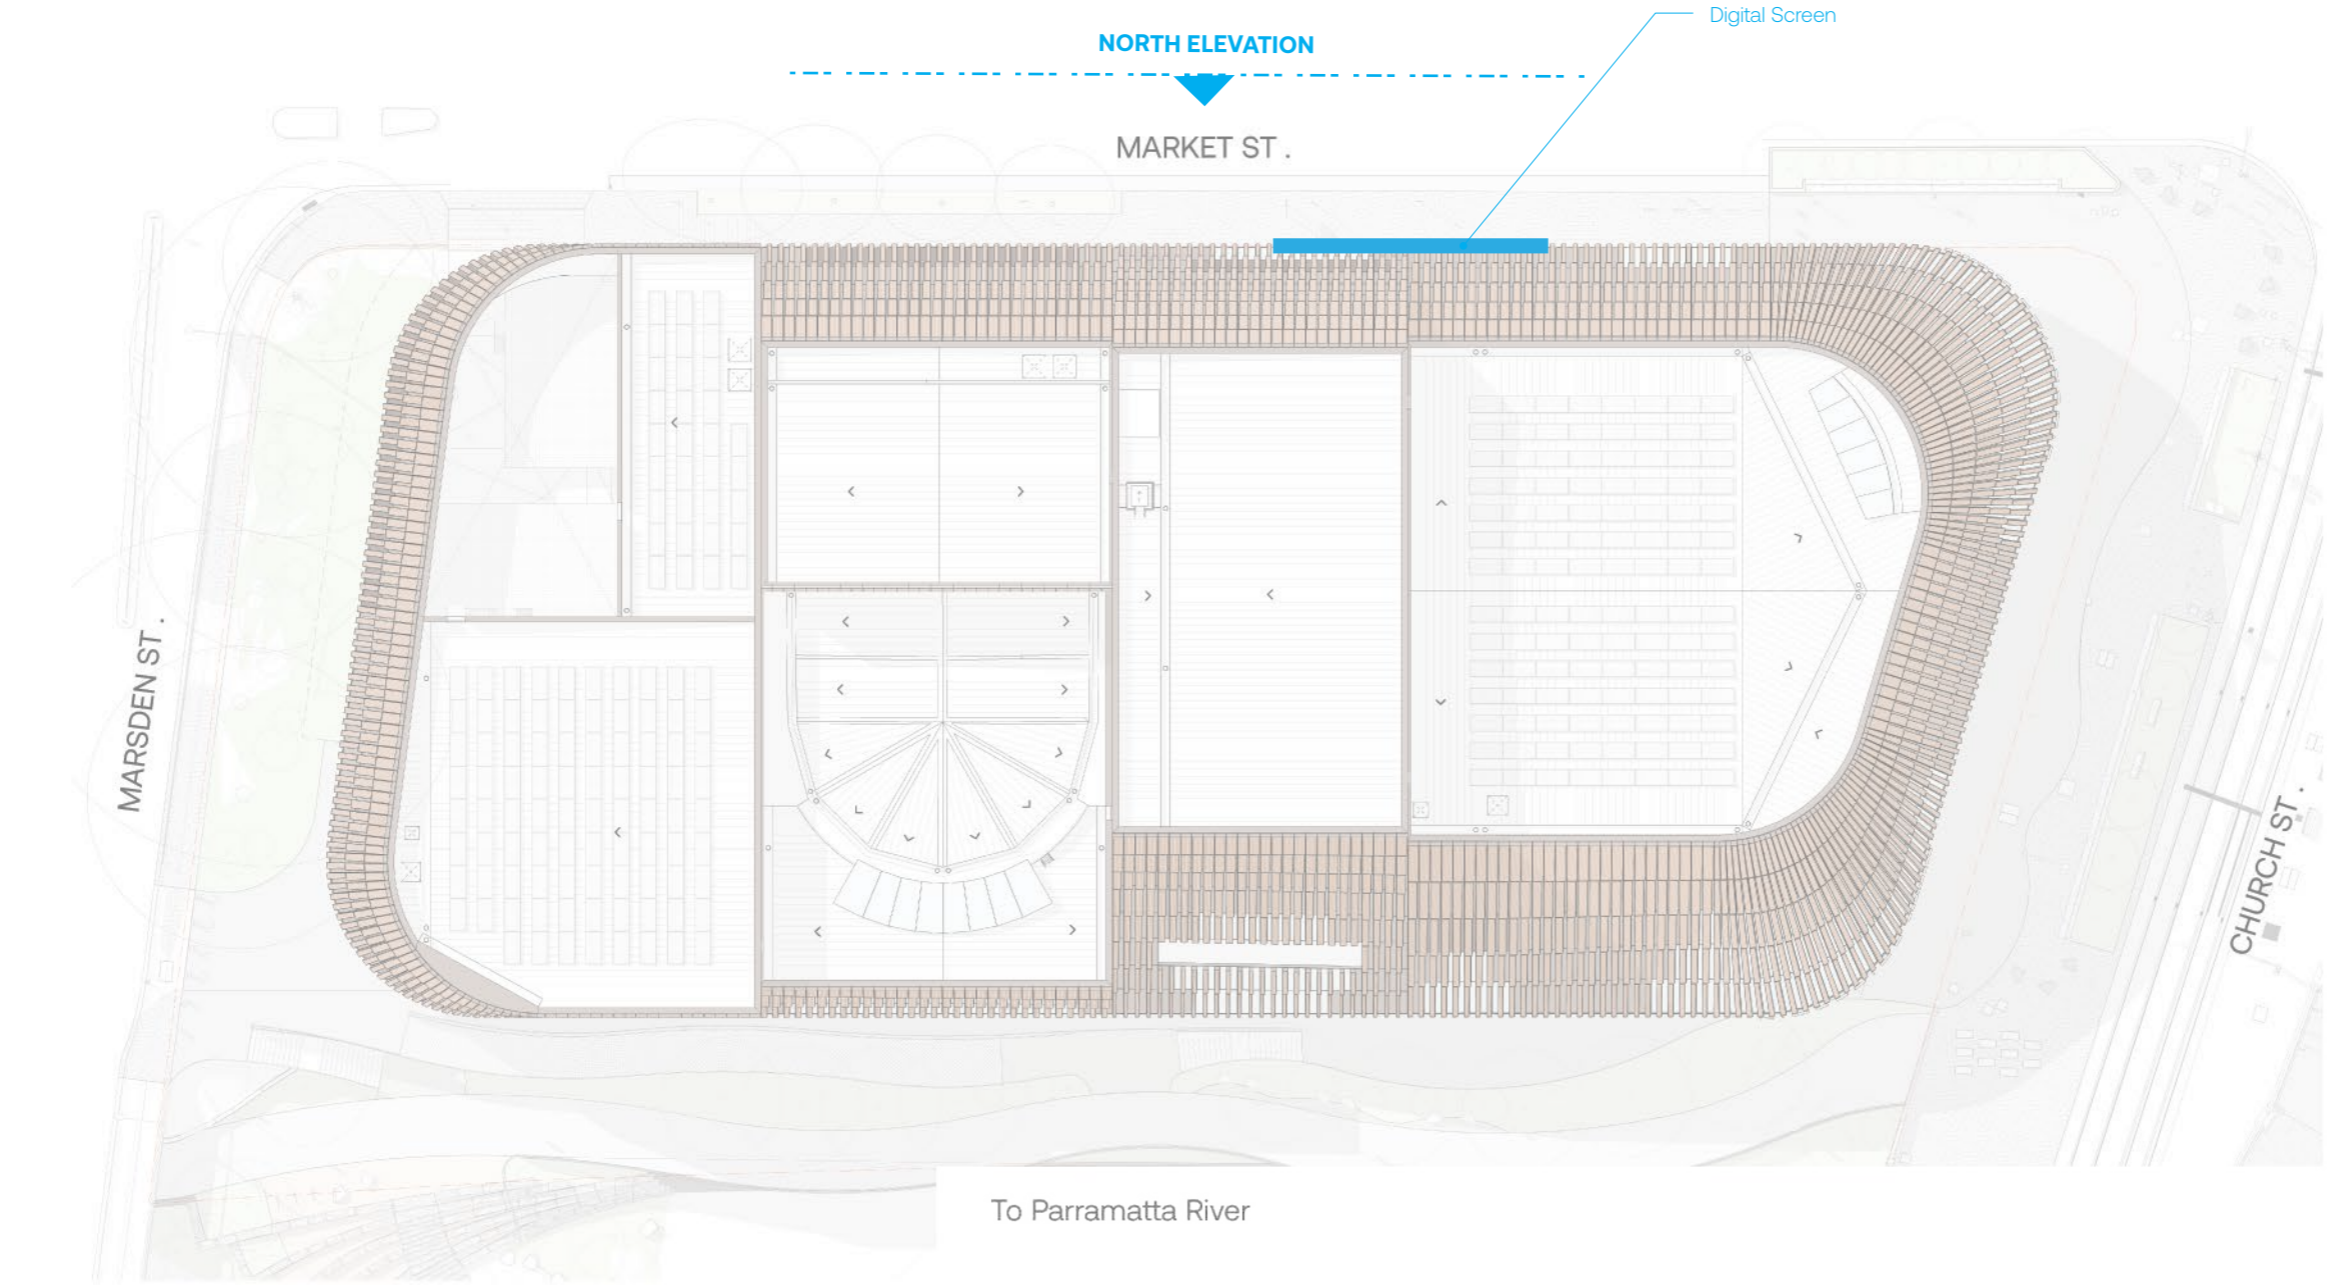 Digital Screen
NORTH ELEVATION
MARKET ST .
MARSDEN ST .
CHURCH ST .
To Parramatta River